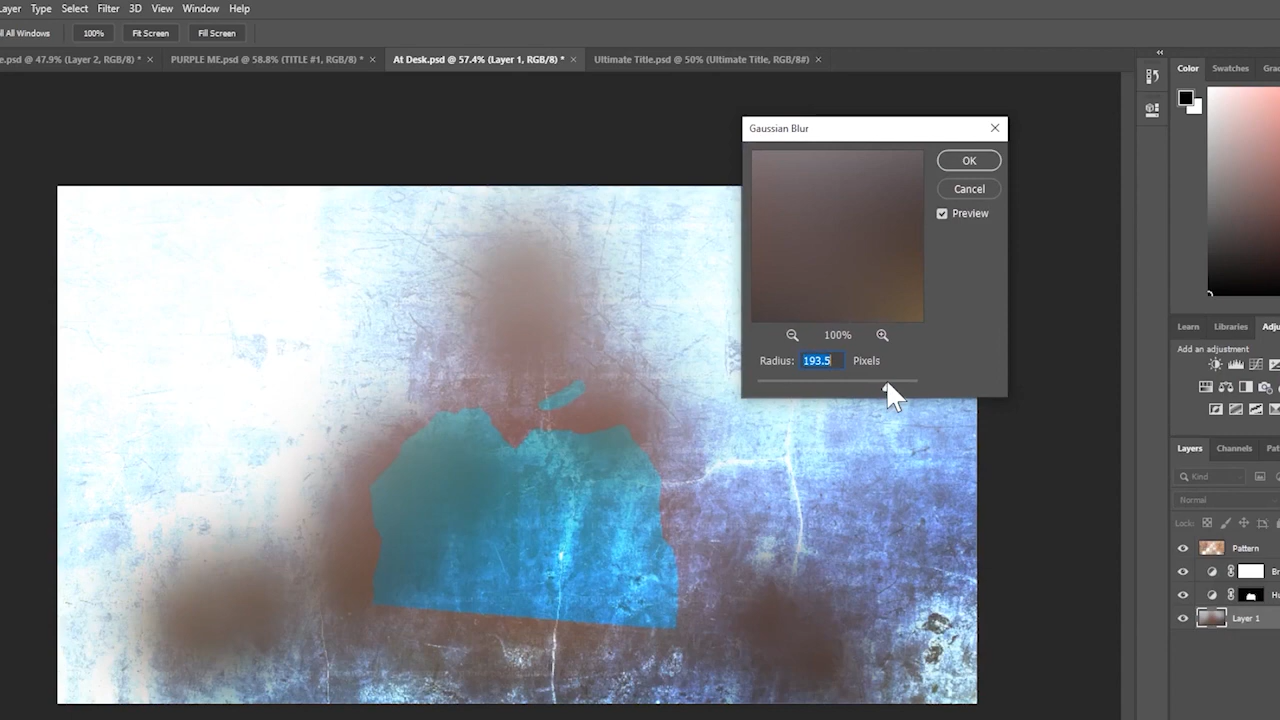 Layer Type Select Filter 3D View Window Help
All Windows 100% Fit Screen Fill Screen
e.psd @ 47.9% (Layer 2, RGB/8) * × PURPLE ME.psd @ 58.8% (TITLE #1, RGB/8) * × At Desk.psd @ 57.4% (Layer 1, RGB/8) * × Ultimate Title.psd @ 50% (Ultimate Title, RGB/8#) ×
Color Swatches Grad
Gaussian Blur
OK
Cancel
Preview
100%
Radius: 193.5 Pixels
Learn Libraries Adju
Add an adjustment
Layers Channels Pat
Kind
Normal
Lock:
Pattern
Br
Hu
Layer 1